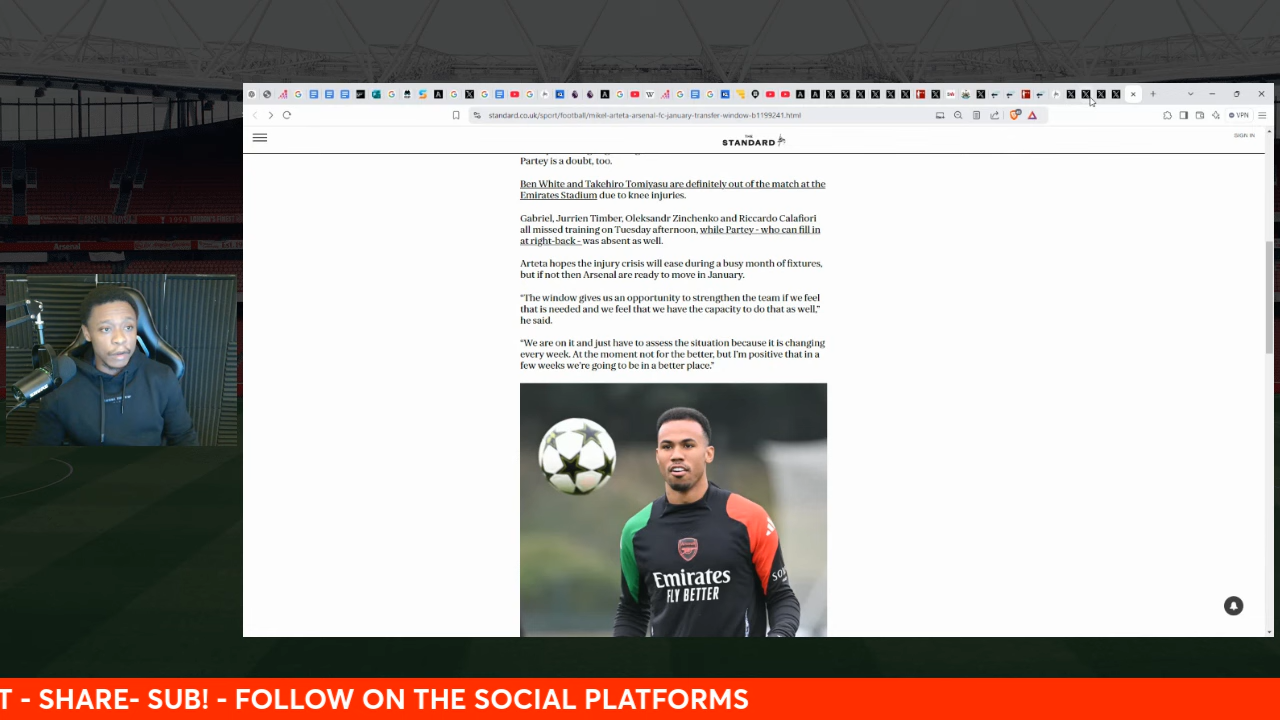 standard.co.uk/sport/football/mikel-arteta-arsenal-fc-january-transfer-window-b1199241.html
VPN
THE
STANDARD
SIGN IN
Partey is a doubt, too.
Ben White and Takehiro Tomiyasu are definitely out of the match at the
Emirates Stadium due to knee injuries.
Gabriel, Jurrien Timber, Oleksandr Zinchenko and Riccardo Calafiori
all missed training on Tuesday afternoon, while Partey - who can fill in
at right-back - was absent as well.
Arteta hopes the injury crisis will ease during a busy month of fixtures,
but if not then Arsenal are ready to move in January.
“The window gives us an opportunity to strengthen the team if we feel
that is needed and we feel that we have the capacity to do that as well,”
he said.
“We are on it and just have to assess the situation because it is changing
every week. At the moment not for the better, but I’m positive that in a
few weeks we’re going to be in a better place.”
Arsenal
Emirates
FLY BETTER
T - SHARE- SUB! - FOLLOW ON THE SOCIAL PLATFORMS